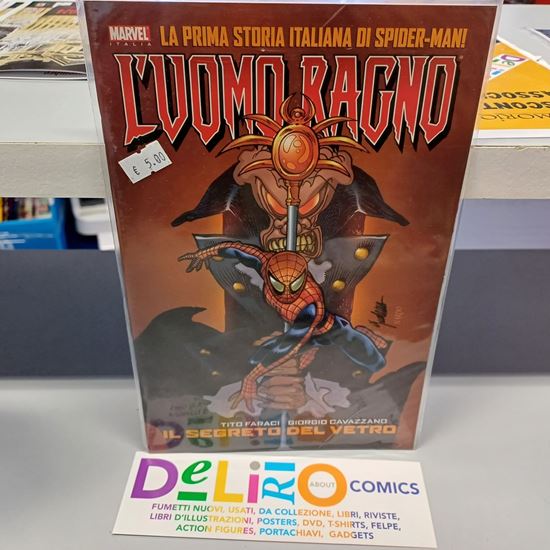 MARVEL
ITALIA
LA PRIMA STORIA ITALIANA DI SPIDER-MAN!
L'UOMO RAGNO
€ 5,00
TITO FARACI GIORGIO CAVAZZANO
IL SEGRETO DEL VETRO
DeLiRiO ABOUT COMICS
FUMETTI NUOVI, USATI, DA COLLEZIONE, LIBRI, RIVISTE,
LIBRI D'ILLUSTRAZIONI, POSTERS, DVD, T-SHIRTS, FELPE,
ACTION FIGURES, PORTACHIAVI, GADGETS